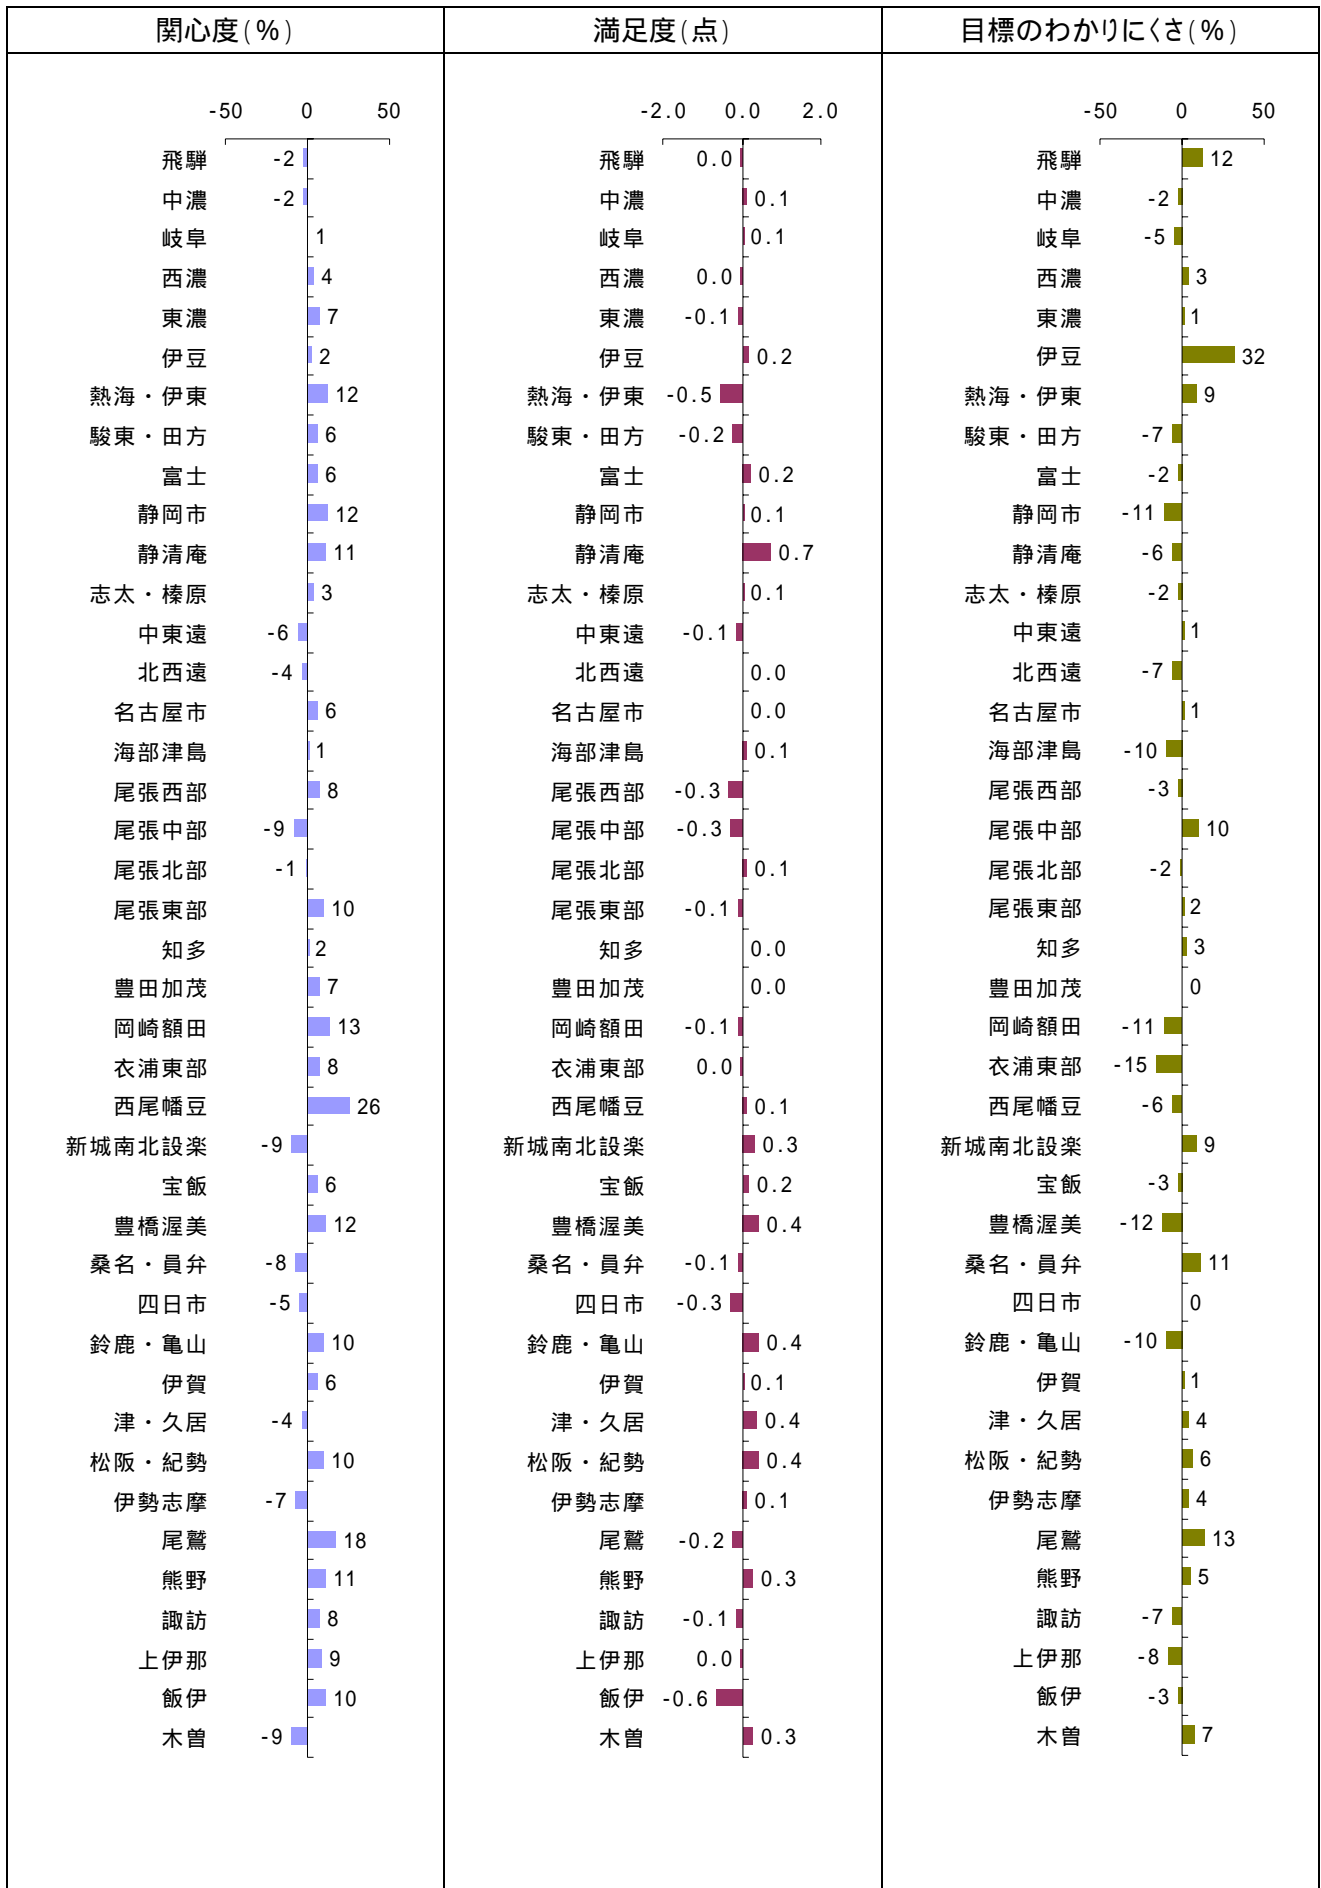 関心度(%)
-50 0 50
飛騨 -2
中濃 -2
岐阜 1
西濃 4
東濃 7
伊豆 2
熱海・伊東 12
駿東・田方 6
富士 6
静岡市 12
静清庵 11
志太・榛原 3
中東遠 -6
北西遠 -4
名古屋市 6
海部津島 1
尾張西部 8
尾張中部 -9
尾張北部 -1
尾張東部 10
知多 2
豊田加茂 7
岡崎額田 13
衣浦東部 8
西尾幡豆 26
新城南北設楽 -9
宝飯 6
豊橋渥美 12
桑名・員弁 -8
四日市 -5
鈴鹿・亀山 10
伊賀 6
津・久居 -4
松阪・紀勢 10
伊勢志摩 -7
尾鷲 18
熊野 11
諏訪 8
上伊那 9
飯伊 10
木曽 -9
満足度(点)
-2.0 0.0 2.0
飛騨 0.0
中濃 0.1
岐阜 0.1
西濃 0.0
東濃 -0.1
伊豆 0.2
熱海・伊東 -0.5
駿東・田方 -0.2
富士 0.2
静岡市 0.1
静清庵 0.7
志太・榛原 0.1
中東遠 -0.1
北西遠 0.0
名古屋市 0.0
海部津島 0.1
尾張西部 -0.3
尾張中部 -0.3
尾張北部 0.1
尾張東部 -0.1
知多 0.0
豊田加茂 0.0
岡崎額田 -0.1
衣浦東部 0.0
西尾幡豆 0.1
新城南北設楽 0.3
宝飯 0.2
豊橋渥美 0.4
桑名・員弁 -0.1
四日市 -0.3
鈴鹿・亀山 0.4
伊賀 0.1
津・久居 0.4
松阪・紀勢 0.4
伊勢志摩 0.1
尾鷲 -0.2
熊野 0.3
諏訪 -0.1
上伊那 0.0
飯伊 -0.6
木曽 0.3
目標のわかりにくさ(%)
-50 0 50
飛騨 12
中濃 -2
岐阜 -5
西濃 3
東濃 1
伊豆 32
熱海・伊東 9
駿東・田方 -7
富士 -2
静岡市 -11
静清庵 -6
志太・榛原 -2
中東遠 1
北西遠 -7
名古屋市 1
海部津島 -10
尾張西部 -3
尾張中部 10
尾張北部 -2
尾張東部 2
知多 3
豊田加茂 0
岡崎額田 -11
衣浦東部 -15
西尾幡豆 -6
新城南北設楽 9
宝飯 -3
豊橋渥美 -12
桑名・員弁 11
四日市 0
鈴鹿・亀山 -10
伊賀 1
津・久居 4
松阪・紀勢 6
伊勢志摩 4
尾鷲 13
熊野 5
諏訪 -7
上伊那 -8
飯伊 -3
木曽 7